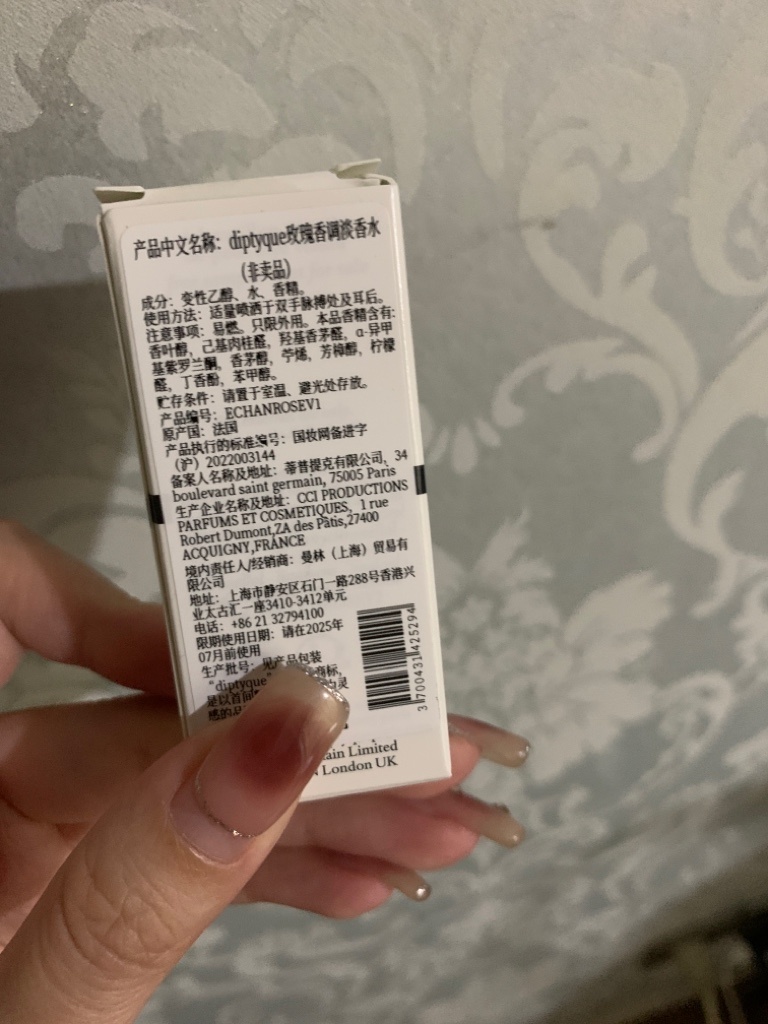 产品中文名称：diptyque玫瑰香调淡香水
（非卖品）
成分：变性乙醇、水、香精。
使用方法：适量喷洒于双手脉搏处及耳后。
注意事项：易燃。只限外用。本品香精含有:
香叶醇，己基肉桂醛，羟基香茅醛，α-异甲
基紫罗兰酮，香茅醇，苧烯，芳樟醇，柠檬
醛，丁香酚，苯甲醇。
贮存条件：请置于室温、避光处存放。
产品编号：ECHANROSEV1
原产国：法国
产品执行的标准编号：国妆网备进字
（沪）2022003144
备案人名称及地址：蒂普提克有限公司、34
boulevard saint germain, 75005 Paris
生产企业名称及地址：CCI PRODUCTIONS
PARFUMS ET COSMETIQUES， 1 rue
Robert Dumont,ZA des Pâtis,27400
ACQUIGNY,FRANCE
境内责任人/经销商：曼林（上海）贸易有
限公司
地址：上海市静安区石门一路288号香港兴
业太古汇一座3410-3412单元
电话：+86 21 32794100
限期使用日期：请在2025年
07月前使用
生产批号：见产品包装
“diptyque” 商标，
是以首间 灵
感的品
3 700431 425294
Limited
London UK